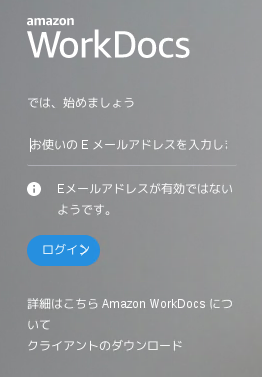 amazon
WorkDocs
では、始めましょう
お使いの E メールアドレスを入力し
Eメールアドレスが有効ではない
ようです。
ログイン
詳細はこちら Amazon WorkDocs につ
いて
クライアントのダウンロード